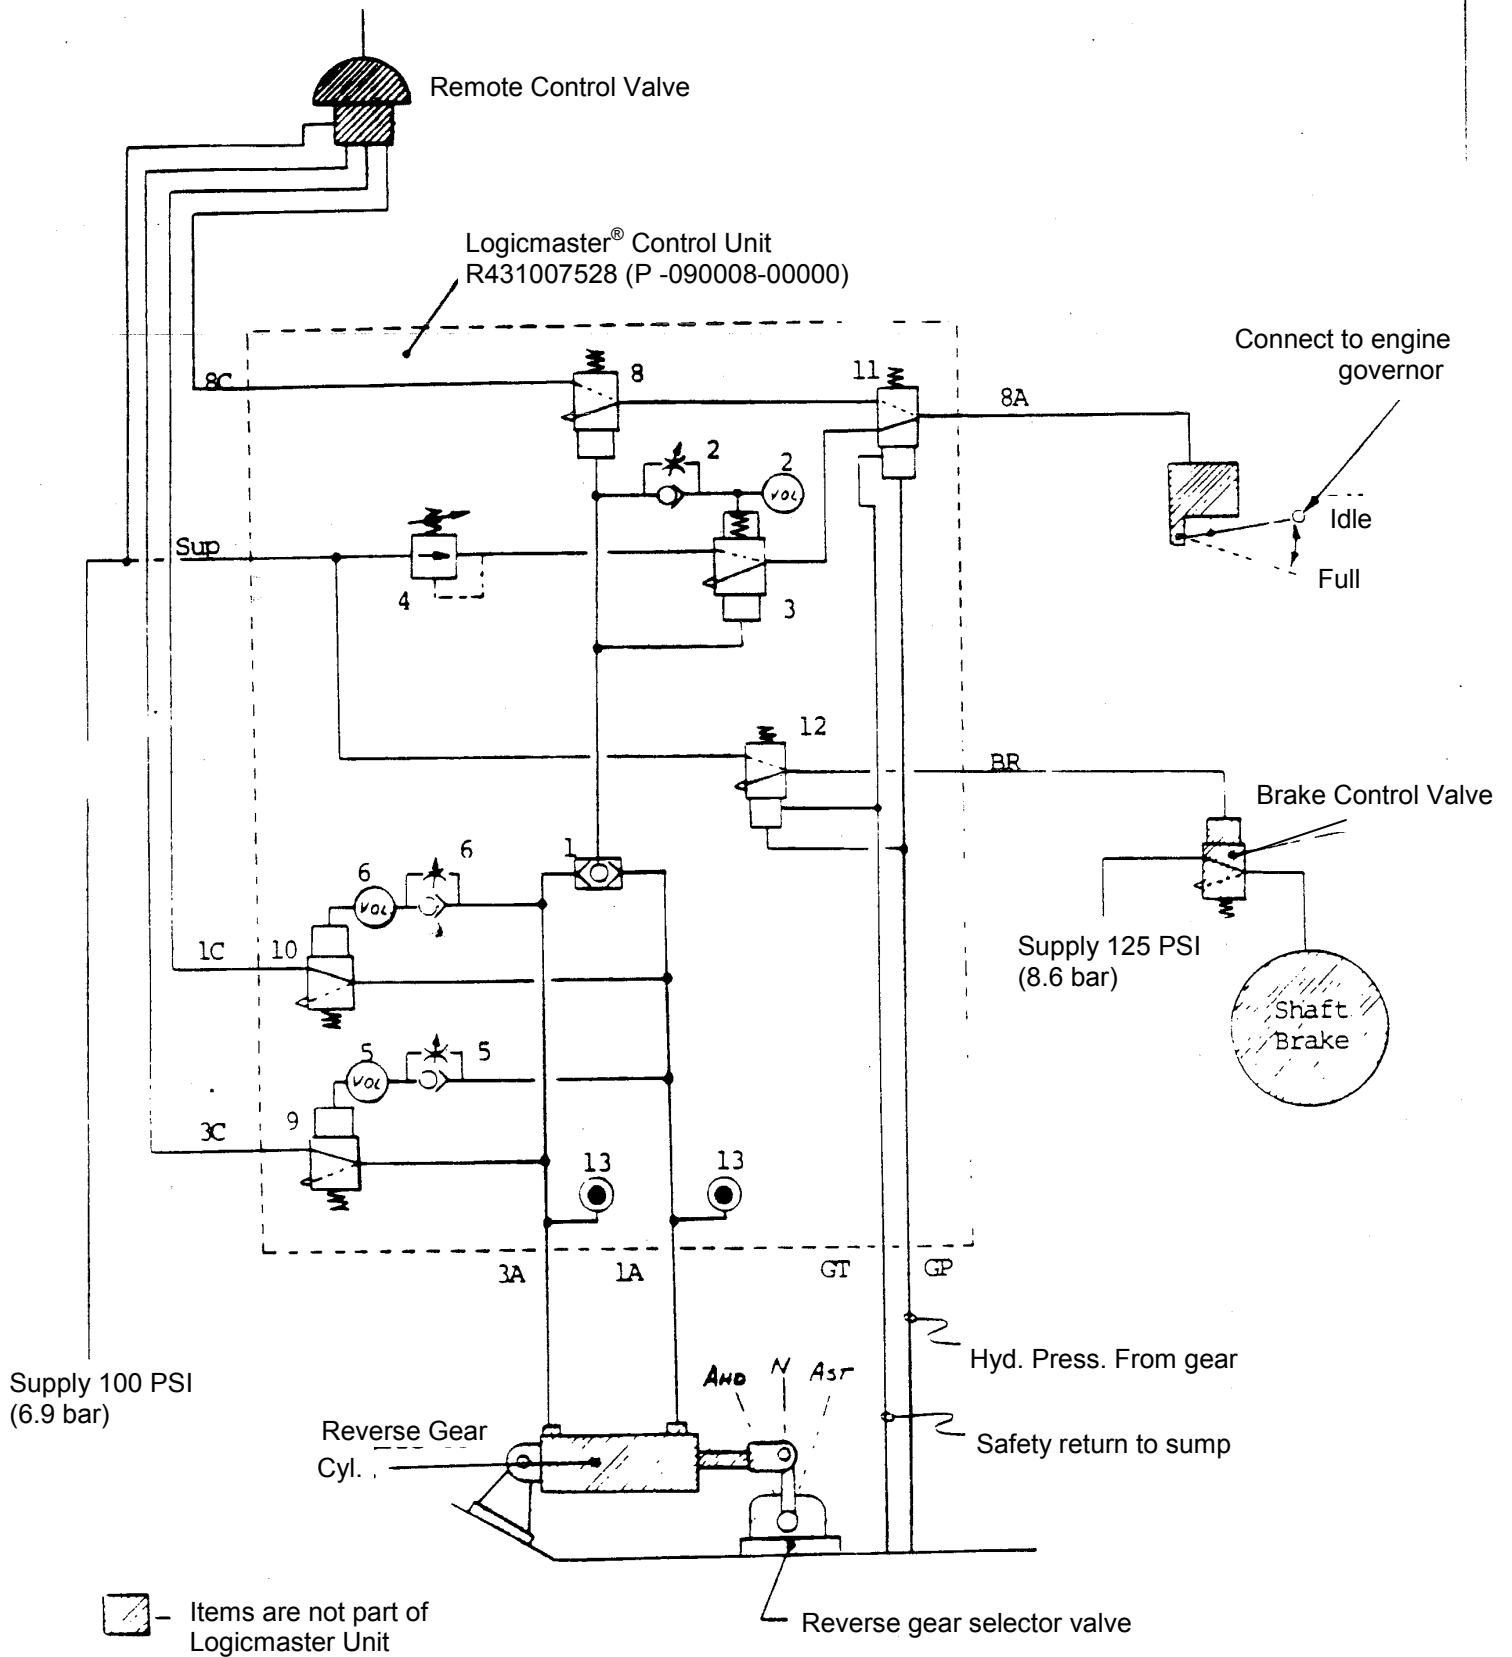 Remote Control Valve
Logicmaster® Control Unit
R431007528 (P -090008-00000)
Connect to engine
governor
8C
8
11
8A
2
2
VOL
Idle
Full
Sup
4
3
12
BR
Brake Control Valve
1
6
6
VOL
1C
10
Supply 125 PSI
(8.6 bar)
Shaft
Brake
5
5
VOL
3C
9
13
13
3A
1A
GT
GP
Hyd. Press. From gear
Supply 100 PSI
(6.9 bar)
AHD
N
AST
Reverse Gear
Cyl.
Safety return to sump
Items are not part of
Logicmaster Unit
Reverse gear selector valve